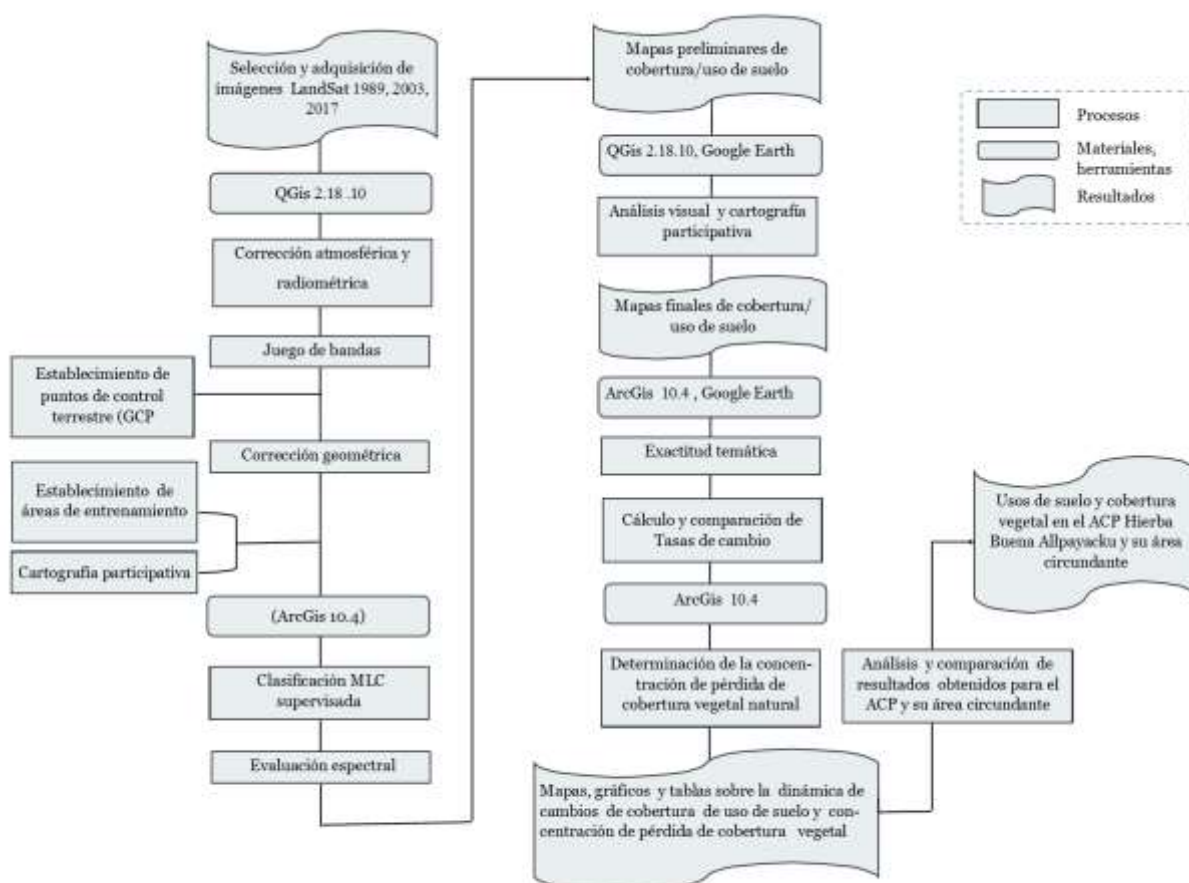 Selección y adquisición de
imágenes LandSat 1989, 2003,
2017
QGis 2.18 .10
Corrección atmosférica y
radiométrica
Juego de bandas
Establecimiento de
puntos de control
terrestre (GCP
Corrección geométrica
Establecimiento de
áreas de entrenamiento
Cartografía participativa
(ArcGis 10.4)
Clasificación MLC
supervisada
Evaluación espectral
Mapas preliminares de
cobertura/uso de suelo
QGis 2.18.10, Google Earth
Análisis visual y cartografía
participativa
Mapas finales de cobertura/
uso de suelo
ArcGis 10.4 , Google Earth
Exactitud temática
Cálculo y comparación de
Tasas de cambio
ArcGis 10.4
Determinación de la concen-
tración de pérdida de
cobertura vegetal natural
Mapas, gráficos y tablas sobre la dinámica de
cambios de cobertura de uso de suelo y con-
centración de pérdida de cobertura vegetal
Análisis y comparación de
resultados obtenidos para el
ACP y su área circundante
Usos de suelo y cobertura
vegetal en el ACP Hierba
Buena Allpayacku y su área
circundante
Procesos
Materiales,
herramientas
Resultados